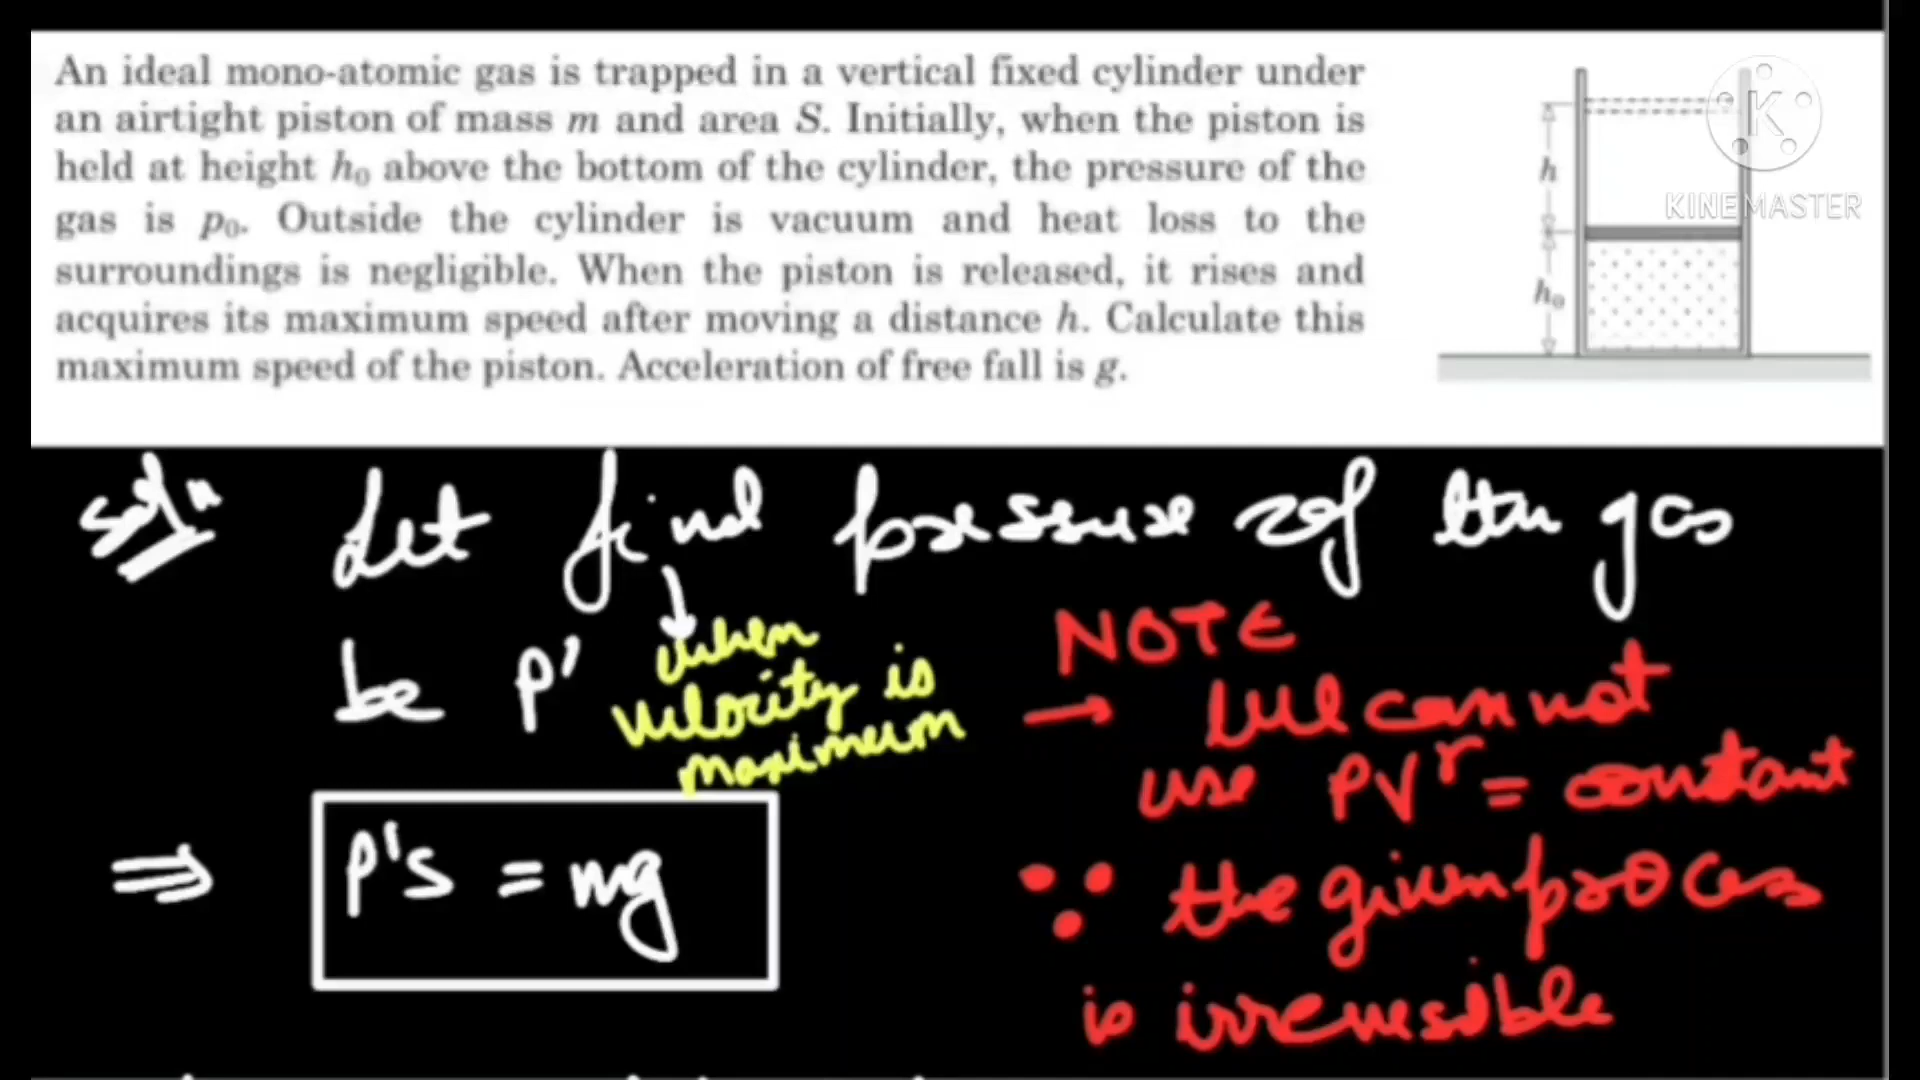 An ideal mono-atomic gas is trapped in a vertical fixed cylinder under
an airtight piston of mass m and area S. Initially, when the piston is
held at height h₀ above the bottom of the cylinder, the pressure of the
gas is p₀. Outside the cylinder is vacuum and heat loss to the
surroundings is negligible. When the piston is released, it rises and
acquires its maximum speed after moving a distance h. Calculate this
maximum speed of the piston. Acceleration of free fall is g.
h
h₀
K
KINEMASTER
Solⁿ Let find pressure of the gas
be P'
when
velocity is
maximum
⇒ P's = mg
NOTE
→ we cannot
use PV^r = constant
∵ the given process
is irreversible